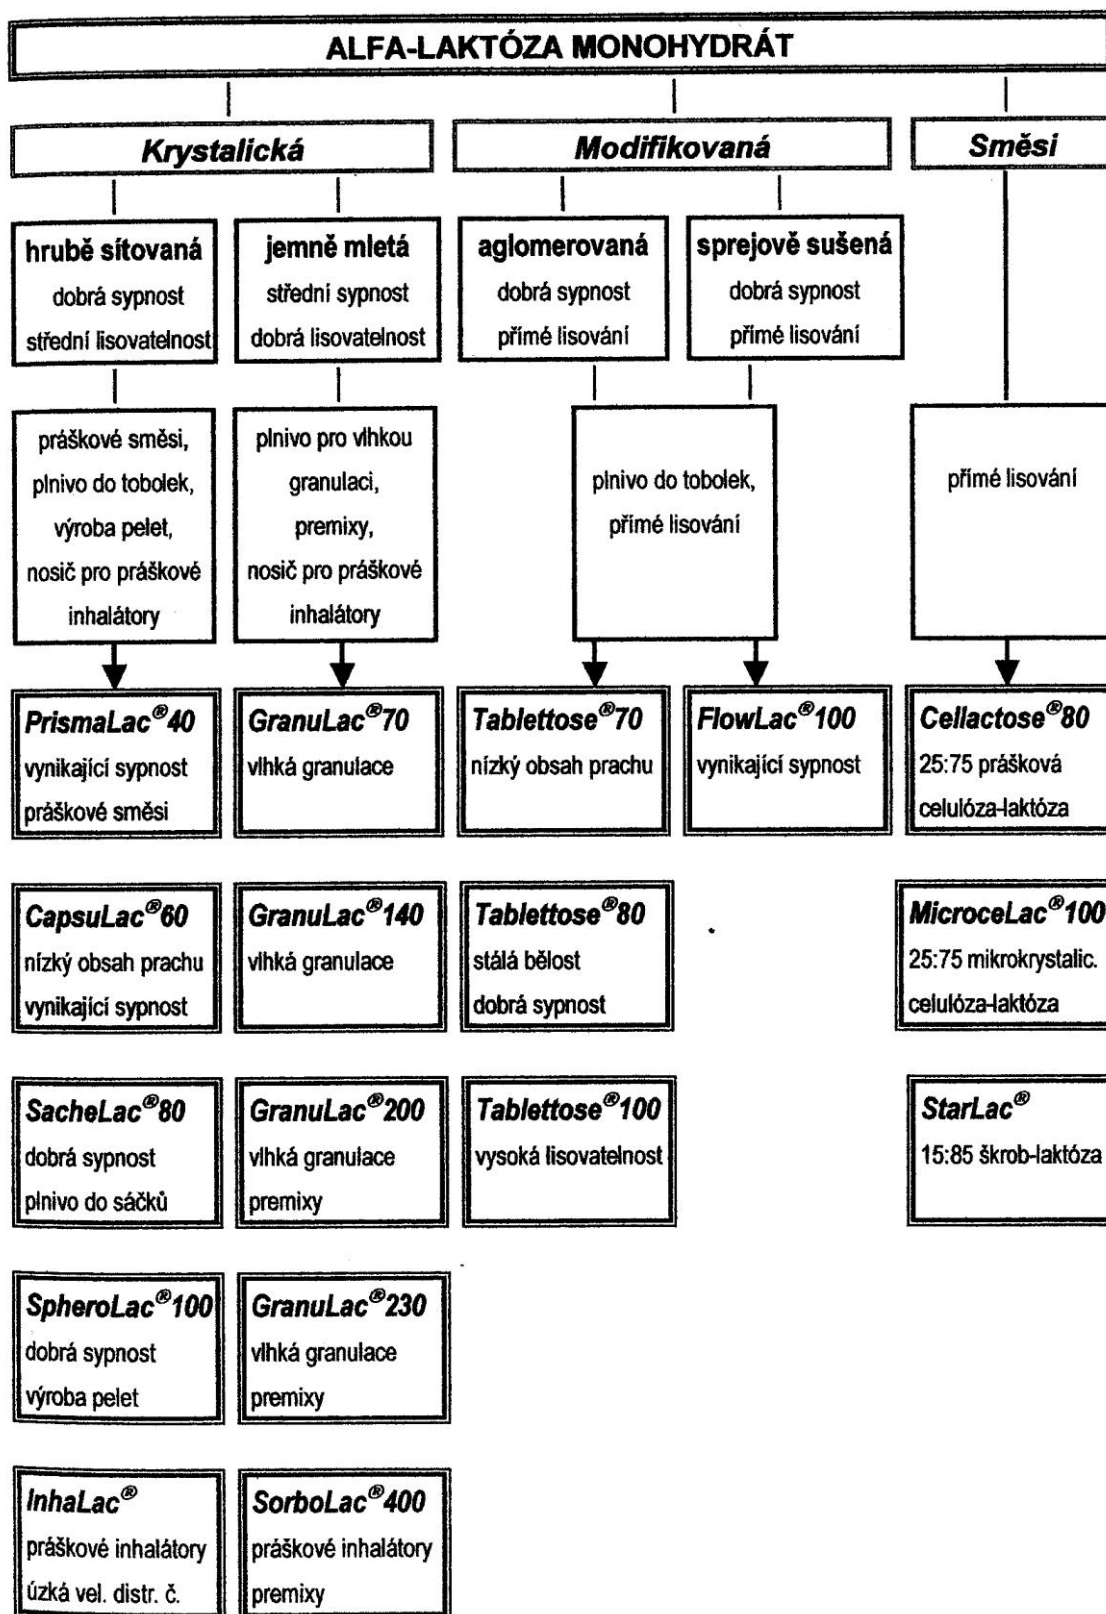 ALFA-LAKTÓZA MONOHYDRÁT
Krystalická
Modifikovaná
Směsi
hrubě sítovaná
dobrá sypnost
střední lisovatelnost
jemně mletá
střední sypnost
dobrá lisovatelnost
aglomerovaná
dobrá sypnost
přímé lisování
sprejově sušená
dobrá sypnost
přímé lisování
práškové směsi,
plnivo do tobolek,
výroba pelet,
nosič pro práškové
inhalátory
plnivo pro vlhkou
granulaci,
premixy,
nosič pro práškové
inhalátory
plnivo do tobolek,
přímé lisování
přímé lisování
PrismaLac®40
vynikající sypnost
práškové směsi
GranuLac®70
vlhká granulace
Tablettose®70
nízký obsah prachu
FlowLac®100
vynikající sypnost
Cellactose®80
25:75 prášková
celulóza-laktóza
CapsuLac®60
nízký obsah prachu
vynikající sypnost
GranuLac®140
vlhká granulace
Tablettose®80
stálá bělost
dobrá sypnost
MicroceLac®100
25:75 mikrokrystalic.
celulóza-laktóza
SacheLac®80
dobrá sypnost
plnivo do sáčků
GranuLac®200
vlhká granulace
premixy
Tablettose®100
vysoká lisovatelnost
StarLac®
15:85 škrob-laktóza
SpheroLac®100
dobrá sypnost
výroba pelet
GranuLac®230
vlhká granulace
premixy
InhaLac®
práškové inhalátory
úzká vel. distr. č.
SorboLac®400
práškové inhalátory
premixy